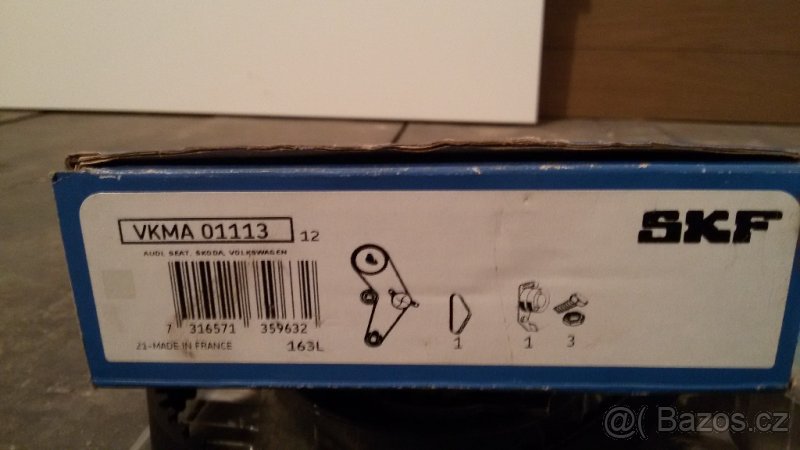 VKMA 01113 12
SKF
AUDI, SEAT, SKODA, VOLKSWAGEN
7 316571 359632
1 1 3
21-MADE IN FRANCE 163L
@ Bazos.cz